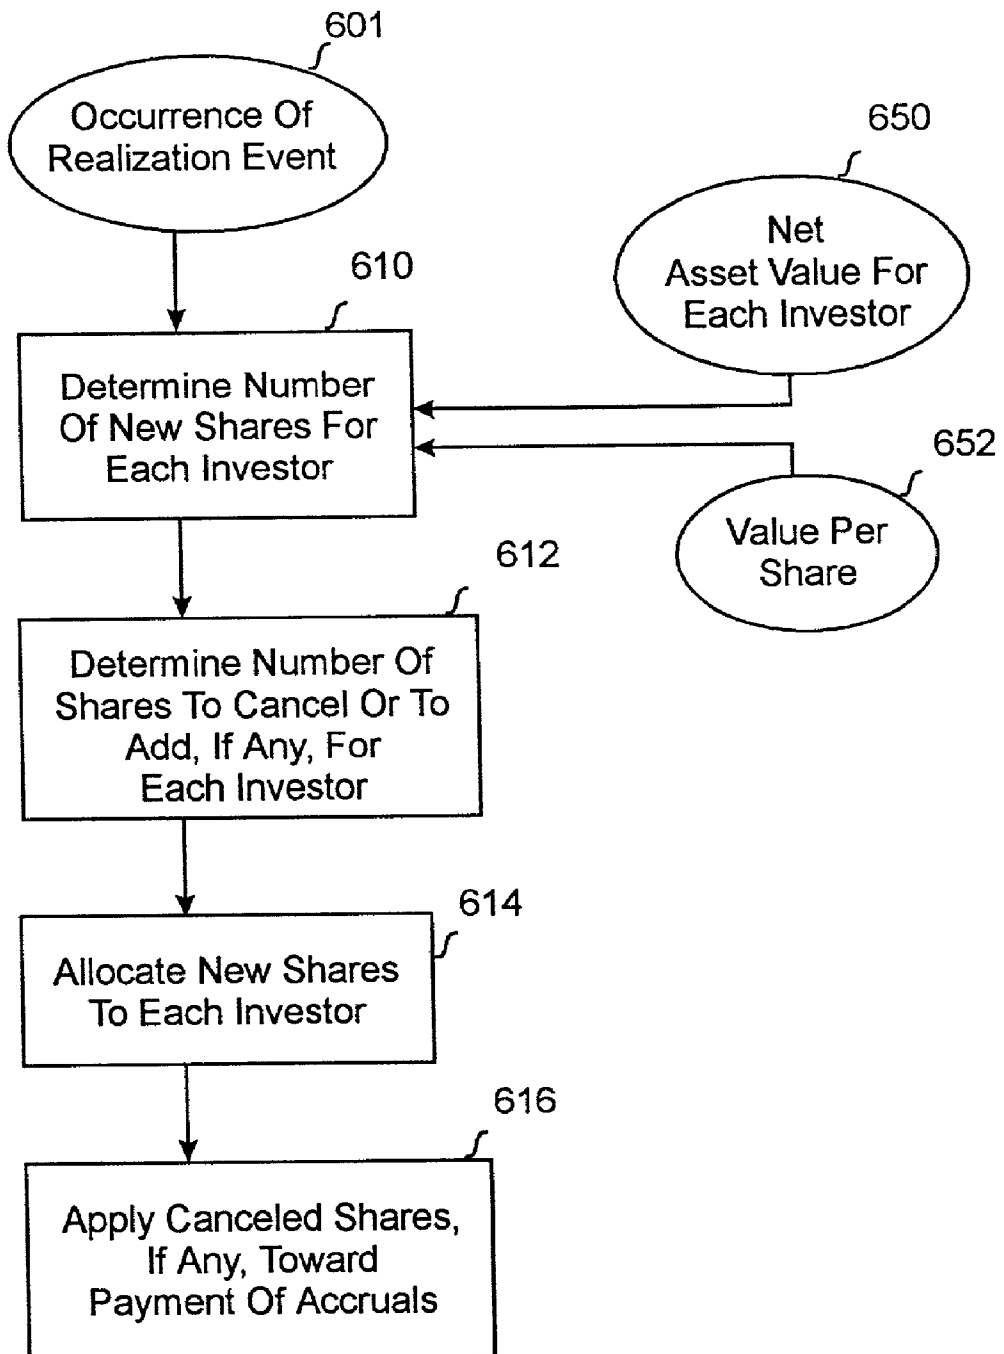 601
Occurrence Of
Realization Event
650
Net
Asset Value For
Each Investor
610
Determine Number
Of New Shares For
Each Investor
652
Value Per
Share
612
Determine Number Of
Shares To Cancel Or To
Add, If Any, For
Each Investor
614
Allocate New Shares
To Each Investor
616
Apply Canceled Shares,
If Any, Toward
Payment Of Accruals